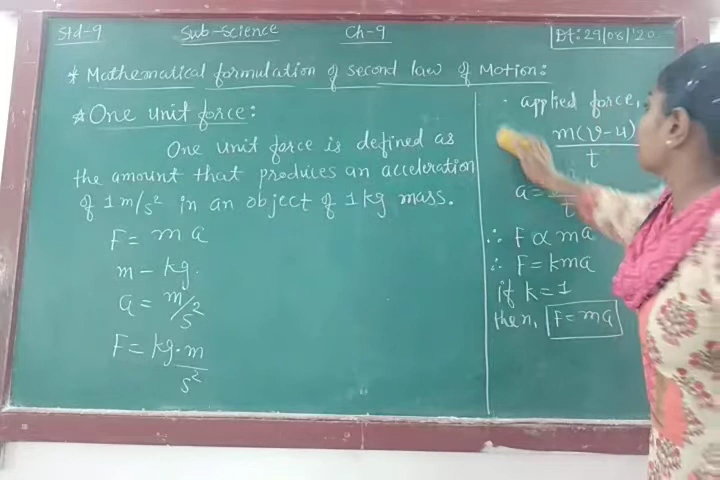 Std-9 Sub-Science Ch-9 Dt:29/08/'20
* Mathematical formulation of second law of Motion:
* One unit force:
One unit force is defined as
the amount that produces an acceleration
of 1 m/s² in an object of 1 kg mass.
F = ma
m - kg.
a = m/s²
F = kg.m/s²
applied force,
m(v-u)/t
a =
∴ F ∝ ma
∴ F = kma
if k = 1
then, F = ma